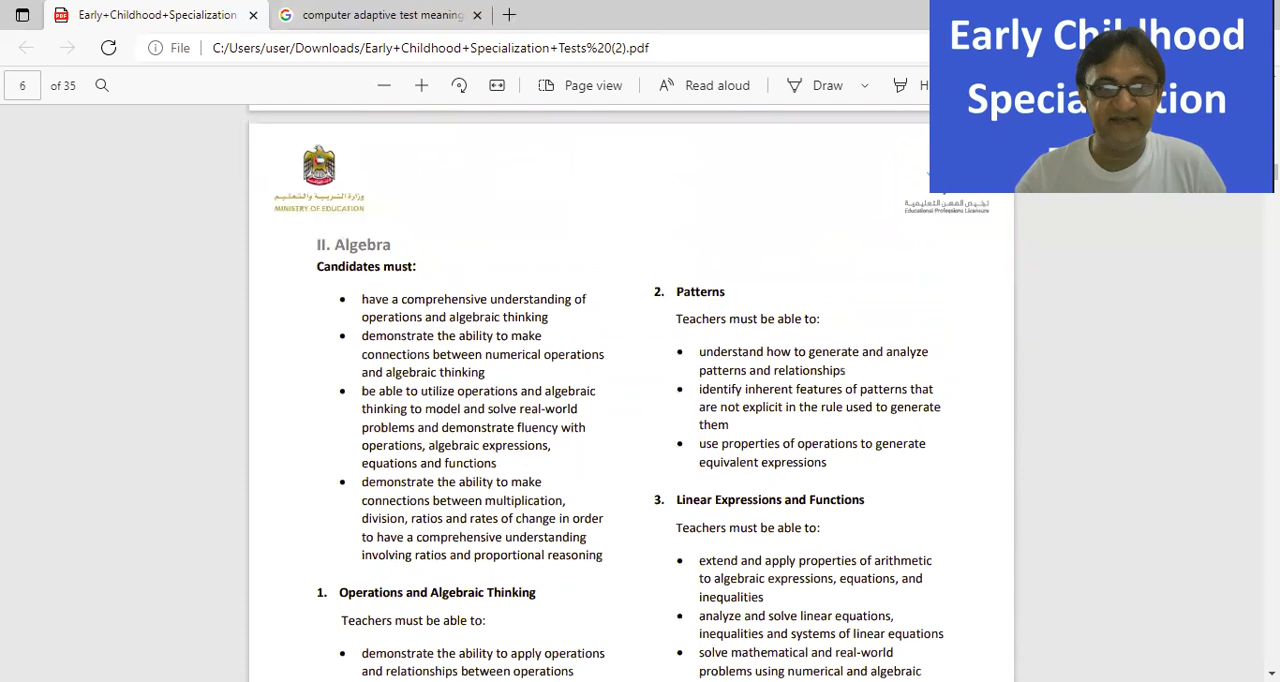 Early+Childhood+Specialization
computer adaptive test meaning
File
C:/Users/user/Downloads/Early+Childhood+Specialization+Tests%20(2).pdf
6 of 35
Page view
Read aloud
Draw
H
Early Childhood
وزارة التربية والتعليم
MINISTRY OF EDUCATION
Educational Professions Licensure
II. Algebra
Candidates must:
• have a comprehensive understanding of
operations and algebraic thinking
• demonstrate the ability to make
connections between numerical operations
and algebraic thinking
• be able to utilize operations and algebraic
thinking to model and solve real-world
problems and demonstrate fluency with
operations, algebraic expressions,
equations and functions
• demonstrate the ability to make
connections between multiplication,
division, ratios and rates of change in order
to have a comprehensive understanding
involving ratios and proportional reasoning
1. Operations and Algebraic Thinking
Teachers must be able to:
• demonstrate the ability to apply operations
and relationships between operations
2. Patterns
Teachers must be able to:
• understand how to generate and analyze
patterns and relationships
• identify inherent features of patterns that
are not explicit in the rule used to generate
them
• use properties of operations to generate
equivalent expressions
3. Linear Expressions and Functions
Teachers must be able to:
• extend and apply properties of arithmetic
to algebraic expressions, equations, and
inequalities
• analyze and solve linear equations,
inequalities and systems of linear equations
• solve mathematical and real-world
problems using numerical and algebraic